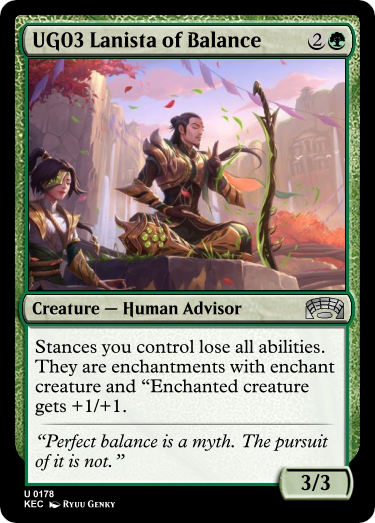 UG03 Lanista of Balance 2
Creature — Human Advisor
Stances you control lose all abilities.
They are enchantments with enchant
creature and “Enchanted creature
gets +1/+1.
“Perfect balance is a myth. The pursuit
of it is not.”
3/3
U 0178
KEC Ryuu Genky